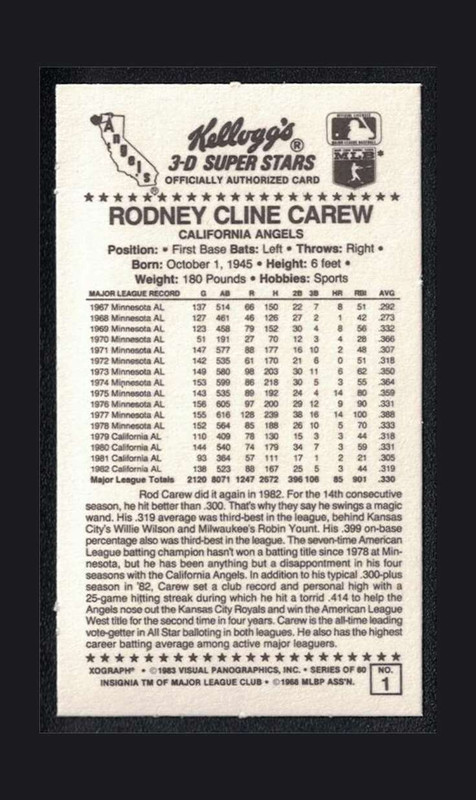 Angels
®
Kellogg's®
3-D SUPER STARS
OFFICIALLY AUTHORIZED CARD
MLB
RODNEY CLINE CAREW
CALIFORNIA ANGELS
Position: • First Base Bats: Left • Throws: Right •
Born: October 1, 1945 • Height: 6 feet •
Weight: 180 Pounds • Hobbies: Sports
MAJOR LEAGUE RECORD G AB R H 2B 3B HR RBI AVG
1967 Minnesota AL 137 514 66 150 22 7 8 51 .292
1968 Minnesota AL 127 461 46 126 27 2 1 42 .273
1969 Minnesota AL 123 458 79 152 30 4 8 56 .332
1970 Minnesota AL 51 191 27 70 12 3 4 28 .366
1971 Minnesota AL 147 577 88 177 16 10 2 48 .307
1972 Minnesota AL 142 535 61 170 21 6 0 51 .318
1973 Minnesota AL 149 580 98 203 30 11 6 62 .350
1974 Minnesota AL 153 599 86 218 30 5 3 55 .364
1975 Minnesota AL 143 535 89 192 24 4 14 80 .359
1976 Minnesota AL 156 605 97 200 29 12 9 90 .331
1977 Minnesota AL 155 616 128 239 38 16 14 100 .388
1978 Minnesota AL 152 564 85 188 26 10 5 70 .333
1979 California AL 110 409 78 130 15 3 3 44 .318
1980 California AL 144 540 74 179 34 7 3 59 .331
1981 California AL 93 364 57 111 17 1 2 21 .305
1982 California AL 138 523 88 167 25 5 3 44 .319
Major League Totals 2120 8071 1247 2672 396 106 85 901 .330
Rod Carew did it again in 1982. For the 14th consecutive
season, he hit better than .300. That's why they say he swings a magic
wand. His .319 average was third-best in the league, behind Kansas
City's Willie Wilson and Milwaukee's Robin Yount. His .399 on-base
percentage also was third-best in the league. The seven-time American
League batting champion hasn't won a batting title since 1978 at Min-
nesota, but he has been anything but a disappointment in his four
seasons with the California Angels. In addition to his typical .300-plus
season in '82, Carew set a club record and personal high with a
25-game hitting streak during which he hit a torrid .414 to help the
Angels nose out the Kansas City Royals and win the American League
West title for the second time in four years. Carew is the all-time leading
vote-getter in All Star balloting in both leagues. He also has the highest
career batting average among active major leaguers.
XOGRAPH® • ©1983 VISUAL PANOGRAPHICS, INC. • SERIES OF 60
INSIGNIA TM OF MAJOR LEAGUE CLUB • ©1968 MLBP ASS'N.
NO.
1